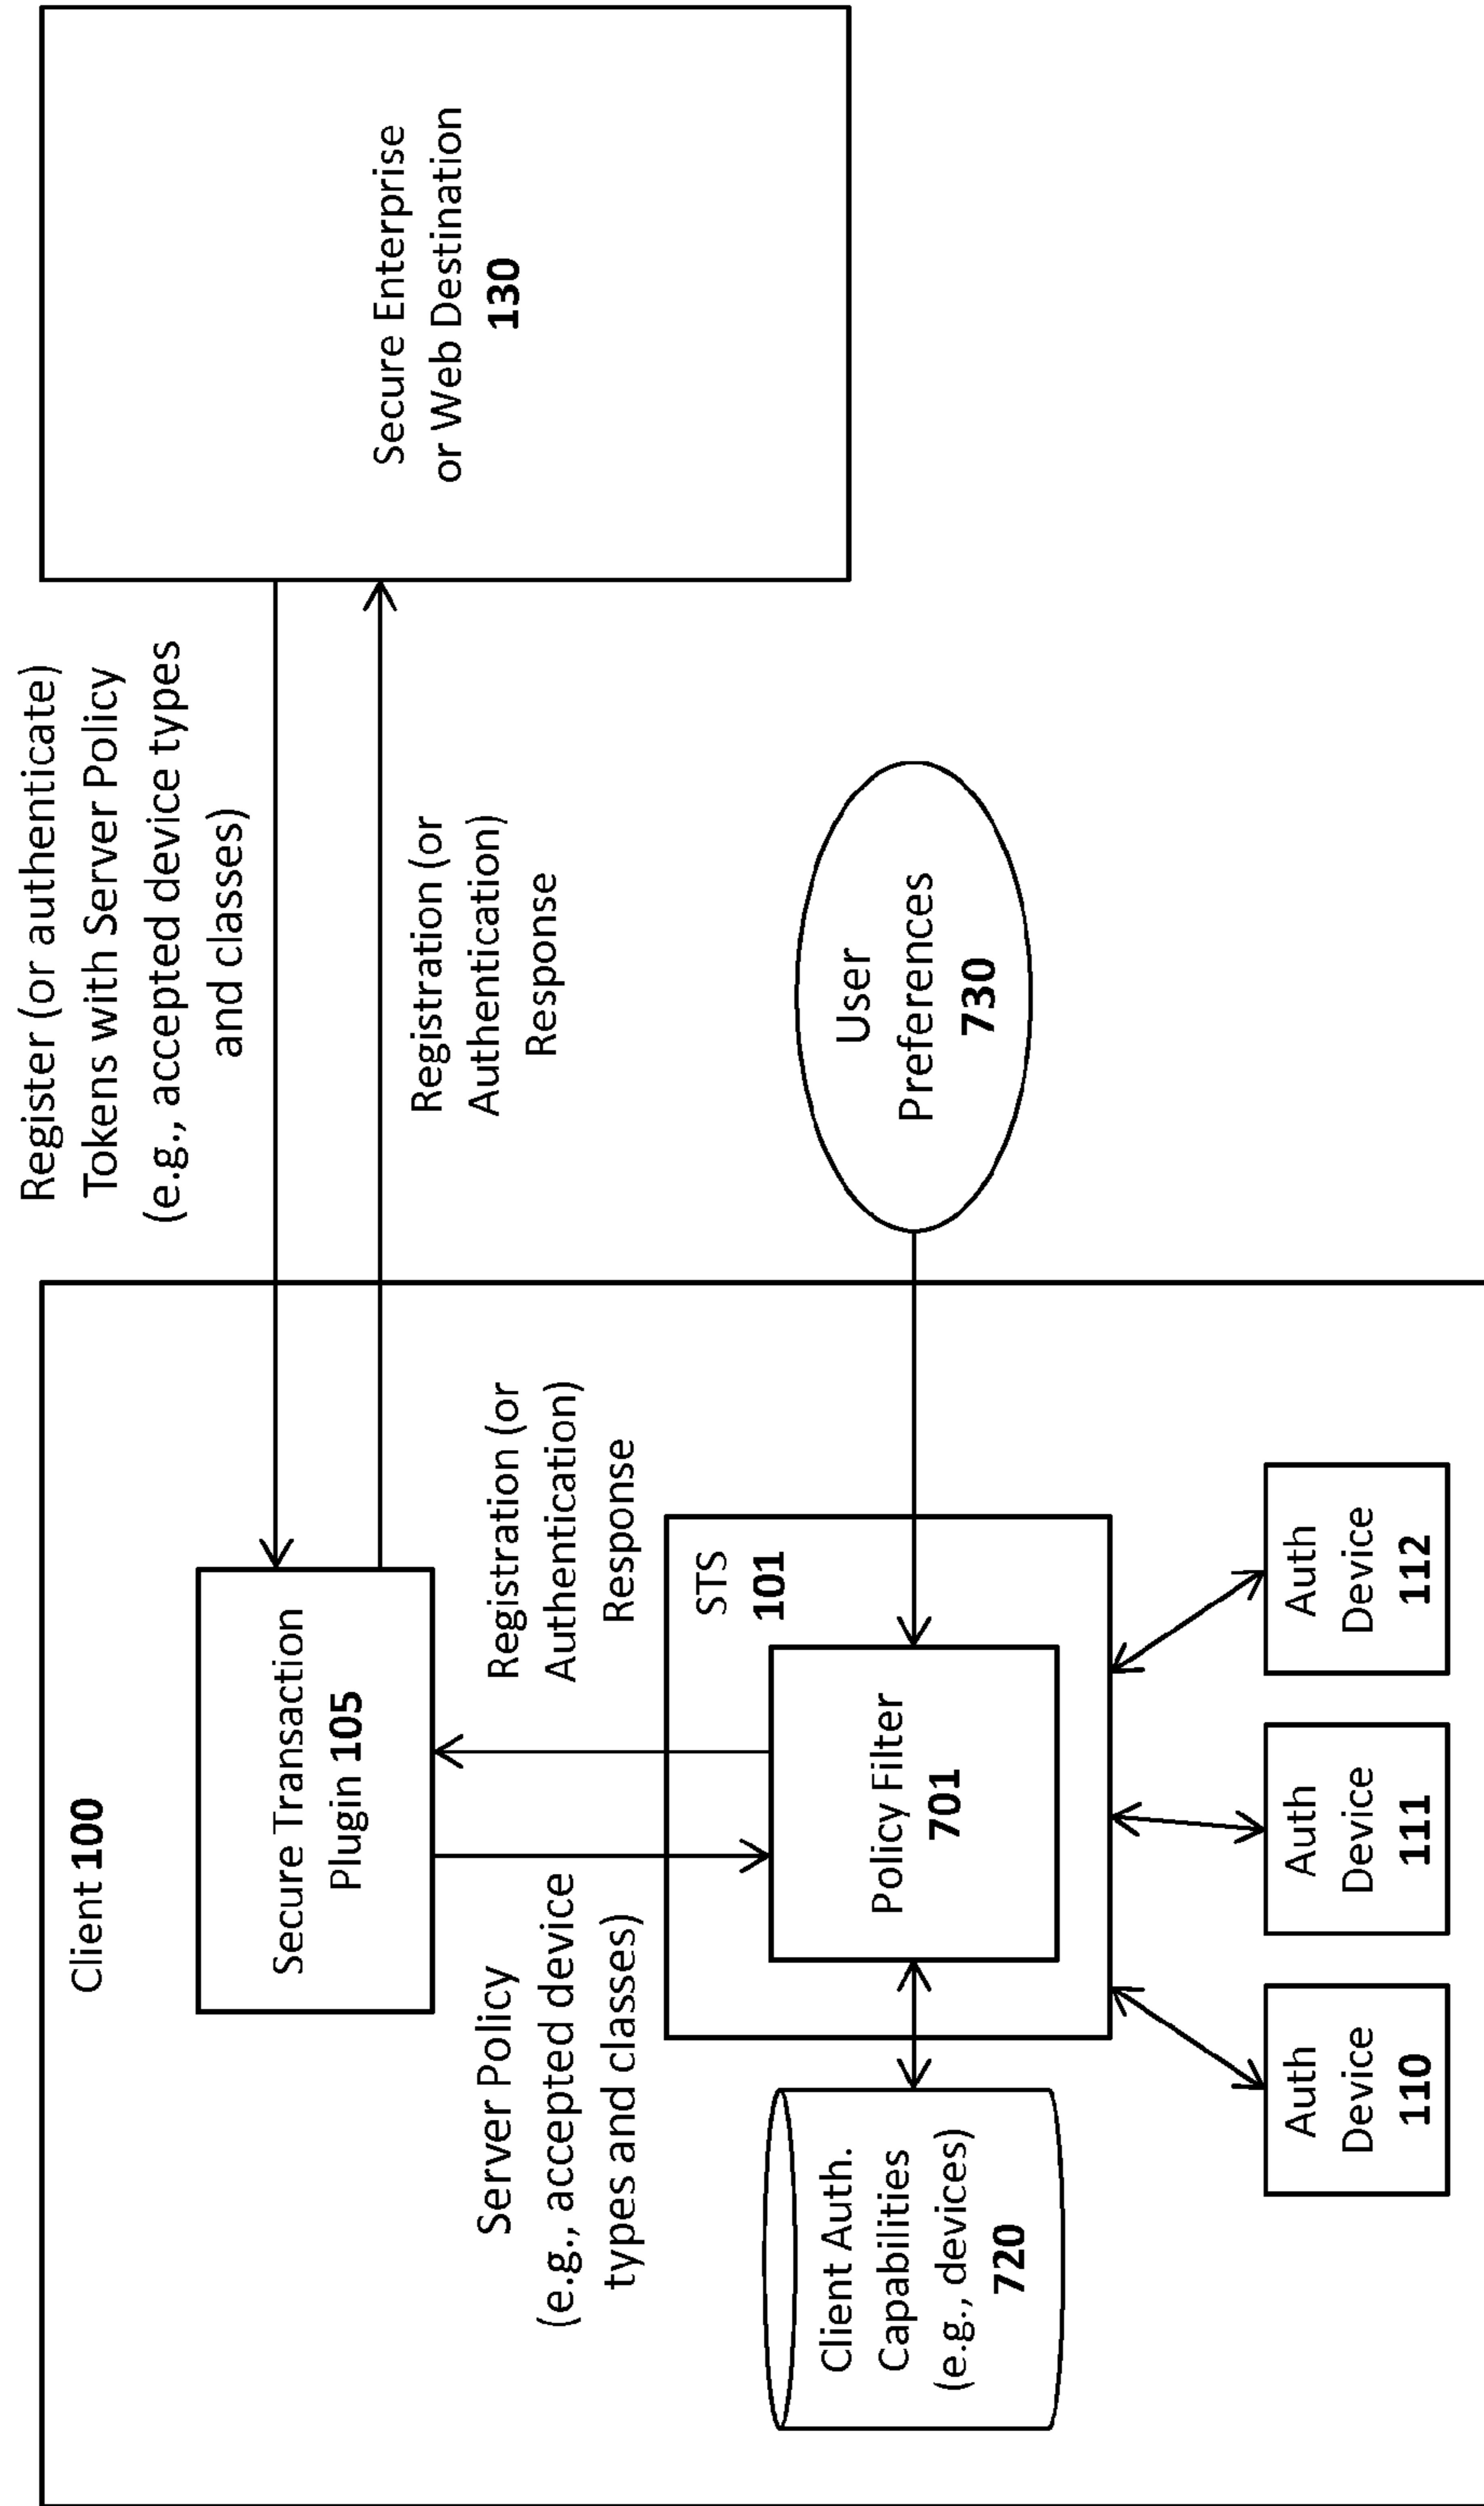 Client 100
Secure Transaction
Plugin 105
Register (or authenticate)
Tokens with Server Policy
(e.g., accepted device types
and classes)
Registration (or
Authentication)
Response
Secure Enterprise
or Web Destination
130
Server Policy
(e.g., accepted device
types and classes)
Registration (or
Authentication)
Response
STS
101
Policy Filter
701
User
Preferences
730
Client Auth.
Capabilities
(e.g., devices)
720
Auth
Device
110
Auth
Device
111
Auth
Device
112